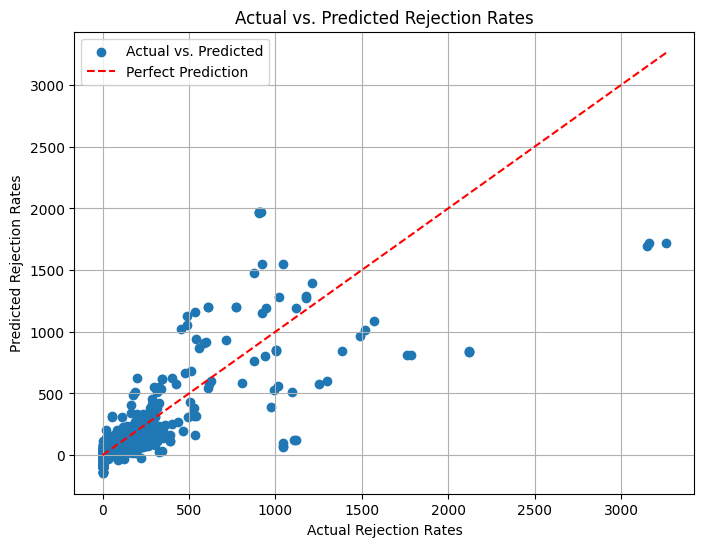 Actual vs. Predicted Rejection Rates
Actual vs. Predicted
Perfect Prediction
Predicted Rejection Rates
3000
2500
2000
1500
1000
500
0
0 500 1000 1500 2000 2500 3000
Actual Rejection Rates